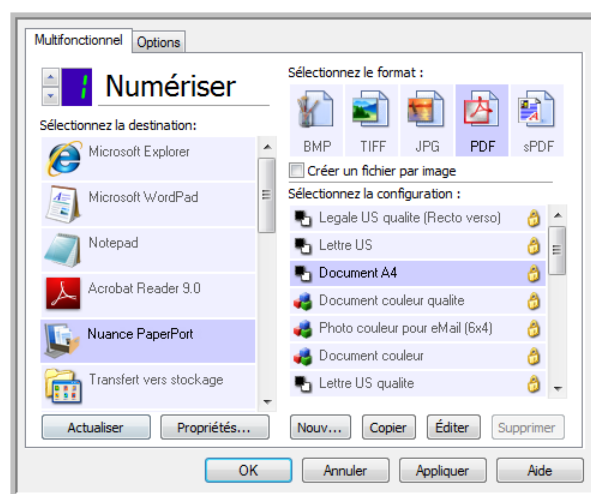 Multifonctionnel Options
1 Numériser
Sélectionnez la destination:
Microsoft Explorer
Microsoft WordPad
Notepad
Acrobat Reader 9.0
Nuance PaperPort
Transfert vers stockage
Actualiser Propriétés...
Sélectionnez le format :
BMP TIFF JPG PDF sPDF
Créer un fichier par image
Sélectionnez la configuration :
Legale US qualite (Recto verso)
Lettre US
Document A4
Document couleur qualite
Photo couleur pour eMail (6x4)
Document couleur
Lettre US qualite
Nouv... Copier Éditer Supprimer
OK Annuler Appliquer Aide